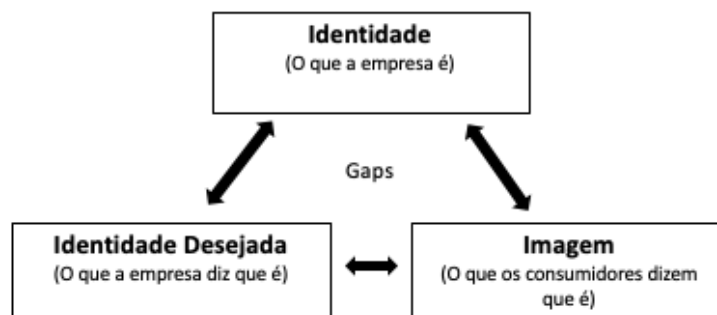 Identidade
(O que a empresa é)
Gaps
Identidade Desejada
(O que a empresa diz que é)
Imagem
(O que os consumidores dizem
que é)